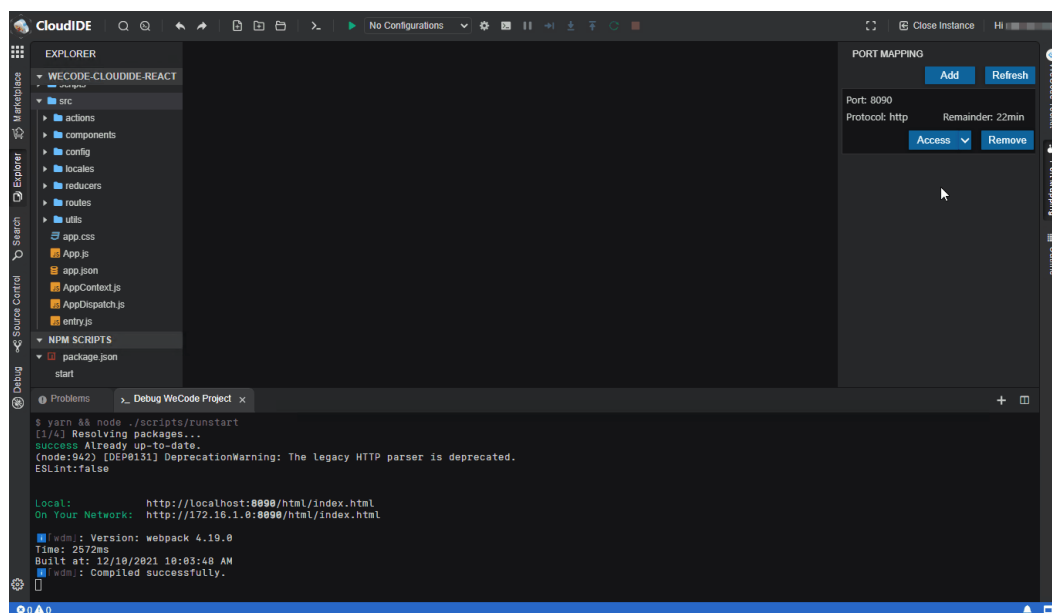 CloudIDE
No Configurations
Close Instance
Hi
Marketplace
Explorer
Search
Source Control
Debug
EXPLORER
WECODE-CLOUDIDE-REACT
scripts
src
actions
components
config
locales
reducers
routes
utils
app.css
App.js
app.json
AppContext.js
AppDispatch.js
entry.js
NPM SCRIPTS
package.json
start
PORT MAPPING
Add Refresh
Port: 8090
Protocol: http Remainder: 22min
Access Remove
Problems >_ Debug WeCode Project ×
$ yarn && node ./scripts/runstart
[1/4] Resolving packages...
success Already up-to-date.
(node:942) [DEP0131] DeprecationWarning: The legacy HTTP parser is deprecated.
ESLint:false
Local: http://localhost:8090/html/index.html
On Your Network: http://172.16.1.0:8090/html/index.html
i [wdm]: Version: webpack 4.19.0
Time: 2572ms
Built at: 12/10/2021 10:03:48 AM
i [wdm]: Compiled successfully.
0 0